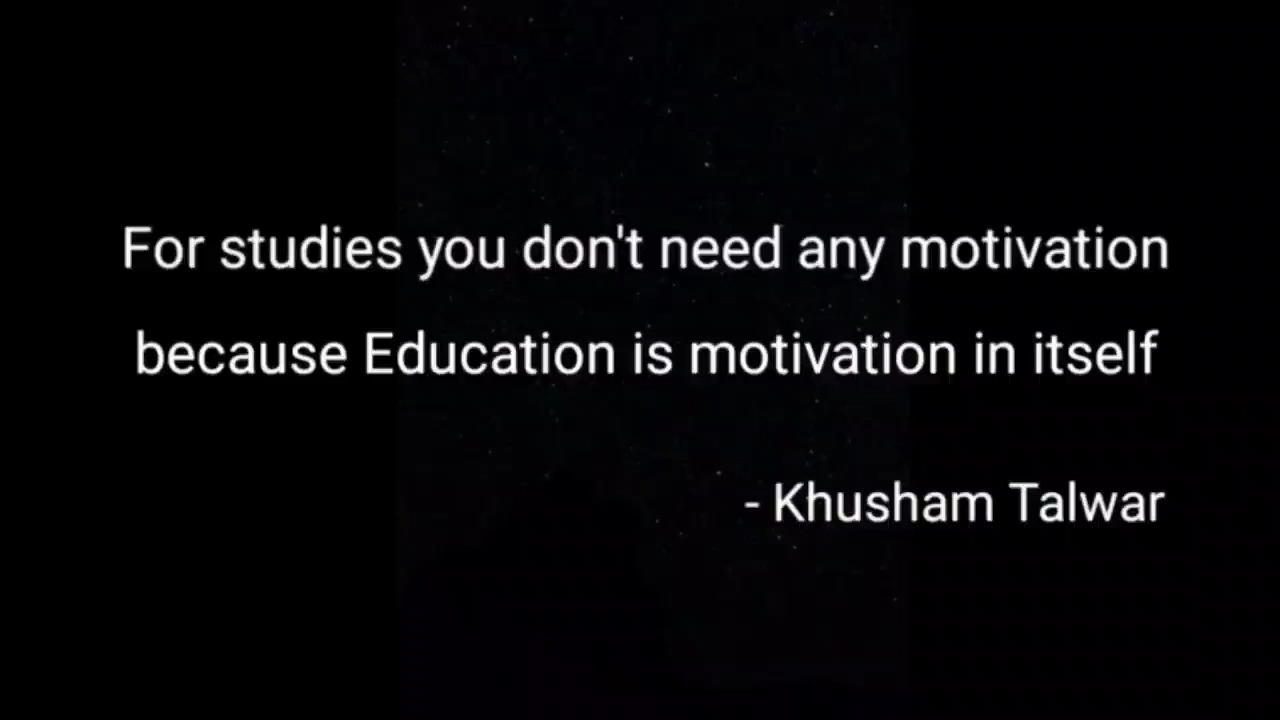 For studies you don't need any motivation
because Education is motivation in itself
- Khusham Talwar